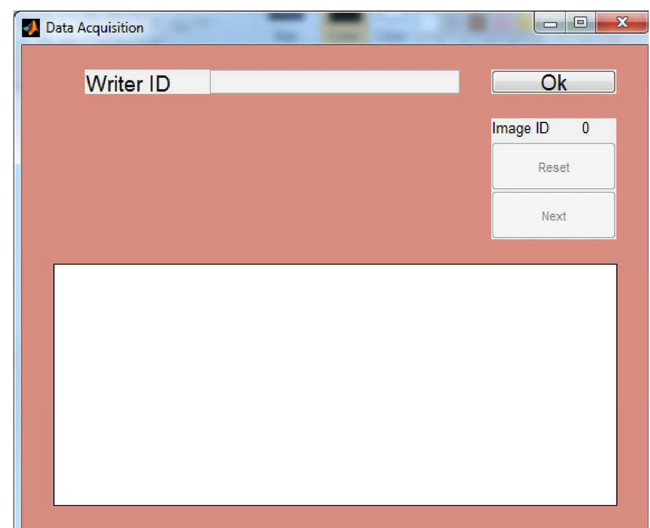 Data Acquisition
Writer ID Ok
Image ID 0
Reset
Next